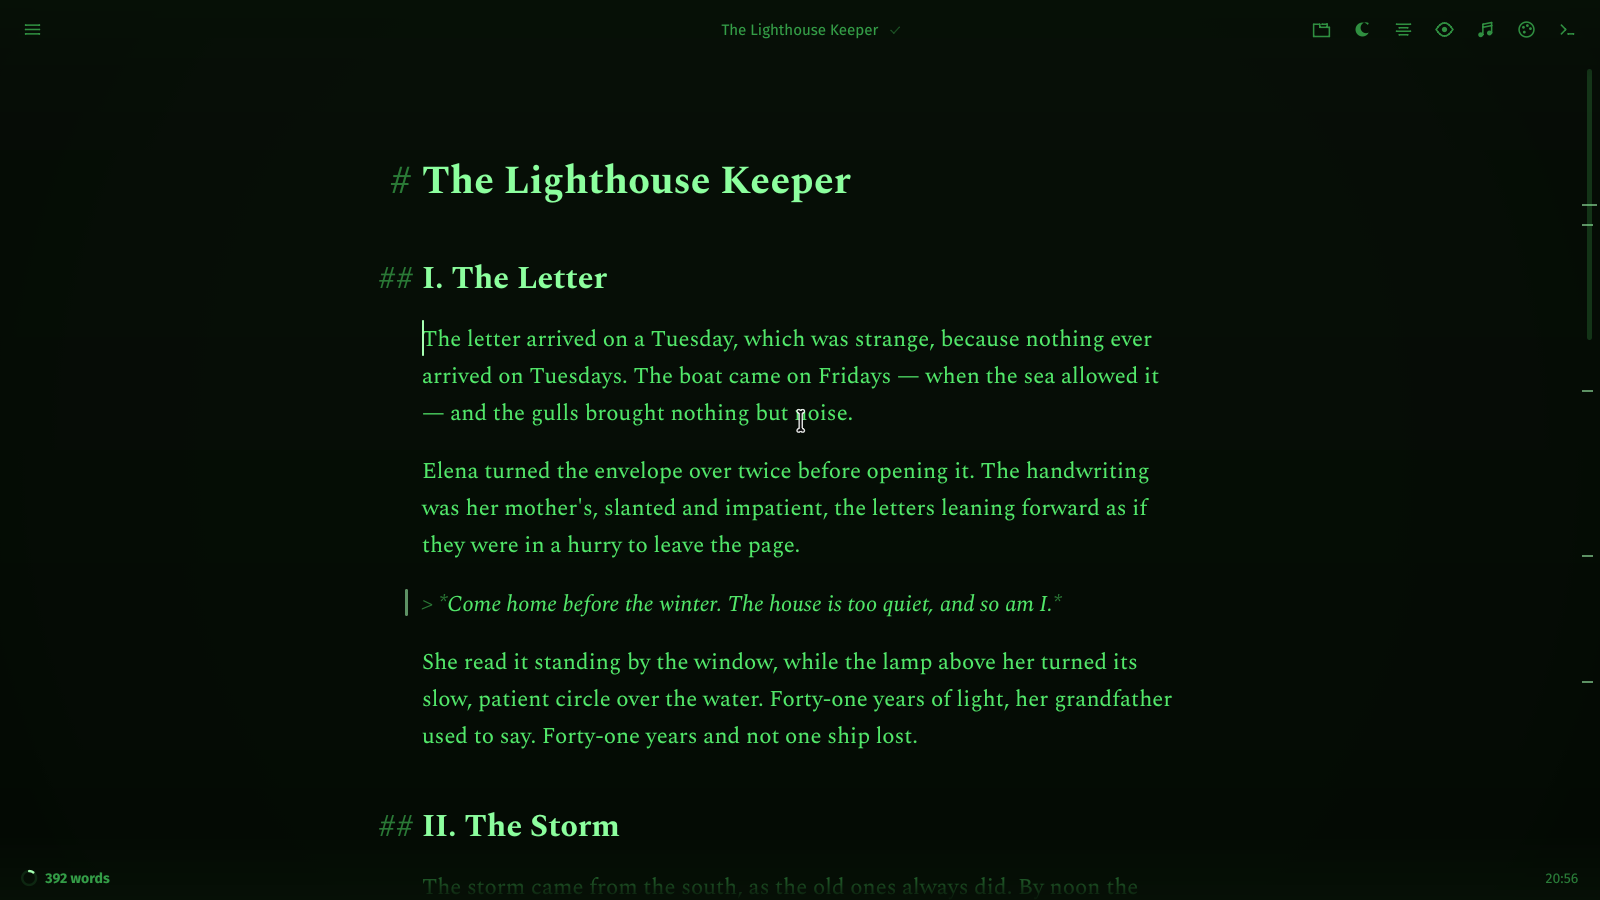 The Lighthouse Keeper ✓
# The Lighthouse Keeper
## I. The Letter
The letter arrived on a Tuesday, which was strange, because nothing ever
arrived on Tuesdays. The boat came on Fridays — when the sea allowed it
— and the gulls brought nothing but noise.
Elena turned the envelope over twice before opening it. The handwriting
was her mother's, slanted and impatient, the letters leaning forward as if
they were in a hurry to leave the page.
> *Come home before the winter. The house is too quiet, and so am I.*
She read it standing by the window, while the lamp above her turned its
slow, patient circle over the water. Forty-one years of light, her grandfather
used to say. Forty-one years and not one ship lost.
## II. The Storm
The storm came from the south, as the old ones always did. By noon the
392 words
20:56